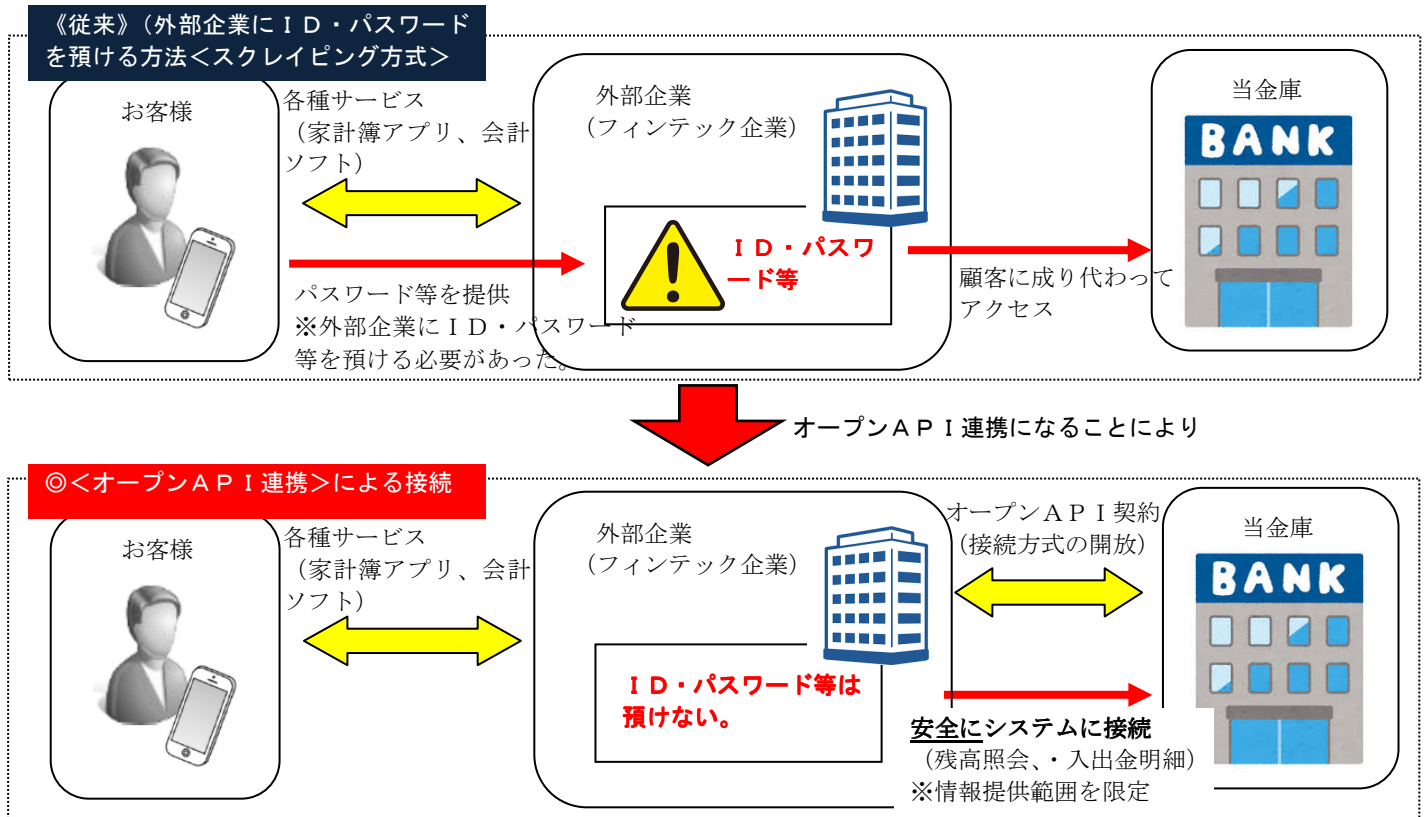 《従来》（外部企業にＩＤ・パスワード
を預ける方法＜スクレイピング方式＞
お客様
各種サービス
（家計簿アプリ、会計
ソフト）
外部企業
（フィンテック企業）
当金庫
BANK
ＩＤ・パスワ
ード等
パスワード等を提供
※外部企業にＩＤ・パスワード
等を預ける必要があった。
顧客に成り代わって
アクセス
オープンＡＰＩ連携になることにより
◎＜オープンＡＰＩ連携＞による接続
お客様
各種サービス
（家計簿アプリ、会計
ソフト）
外部企業
（フィンテック企業）
オープンＡＰＩ契約
（接続方式の開放）
当金庫
BANK
ＩＤ・パスワード等は
預けない。
安全にシステムに接続
（残高照会、・入出金明細）
※情報提供範囲を限定